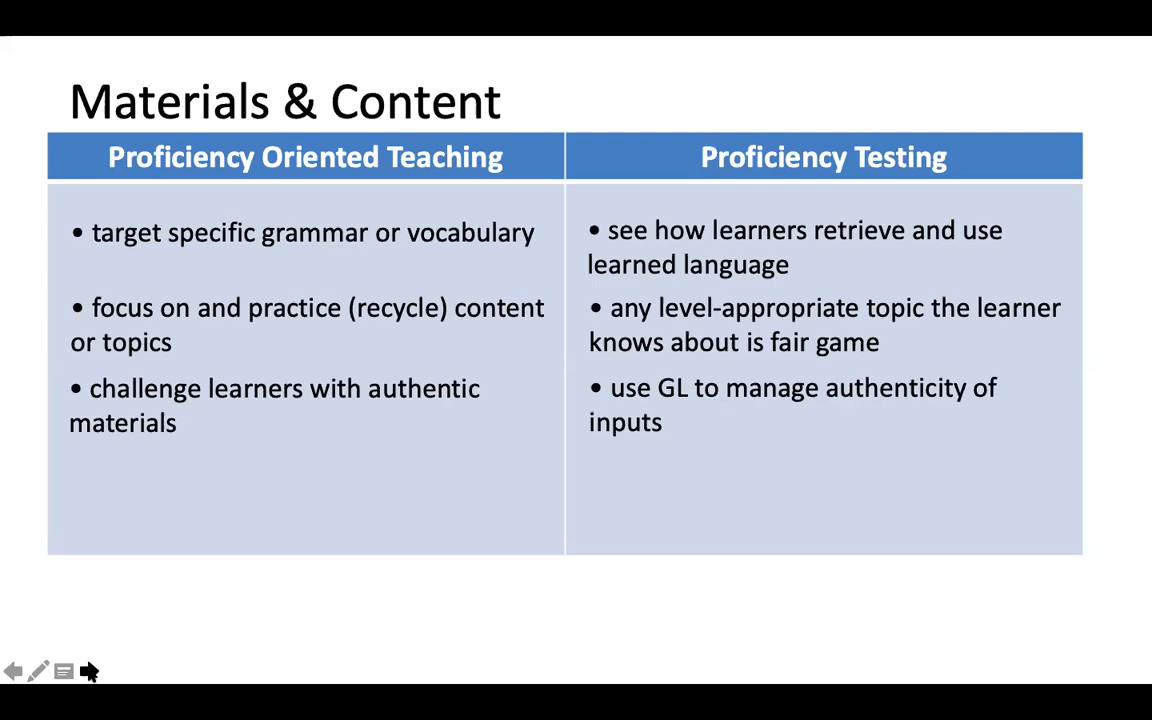 Materials & Content
Proficiency Oriented Teaching
Proficiency Testing
• target specific grammar or vocabulary
• focus on and practice (recycle) content
or topics
• challenge learners with authentic
materials
• see how learners retrieve and use
learned language
• any level-appropriate topic the learner
knows about is fair game
• use GL to manage authenticity of
inputs